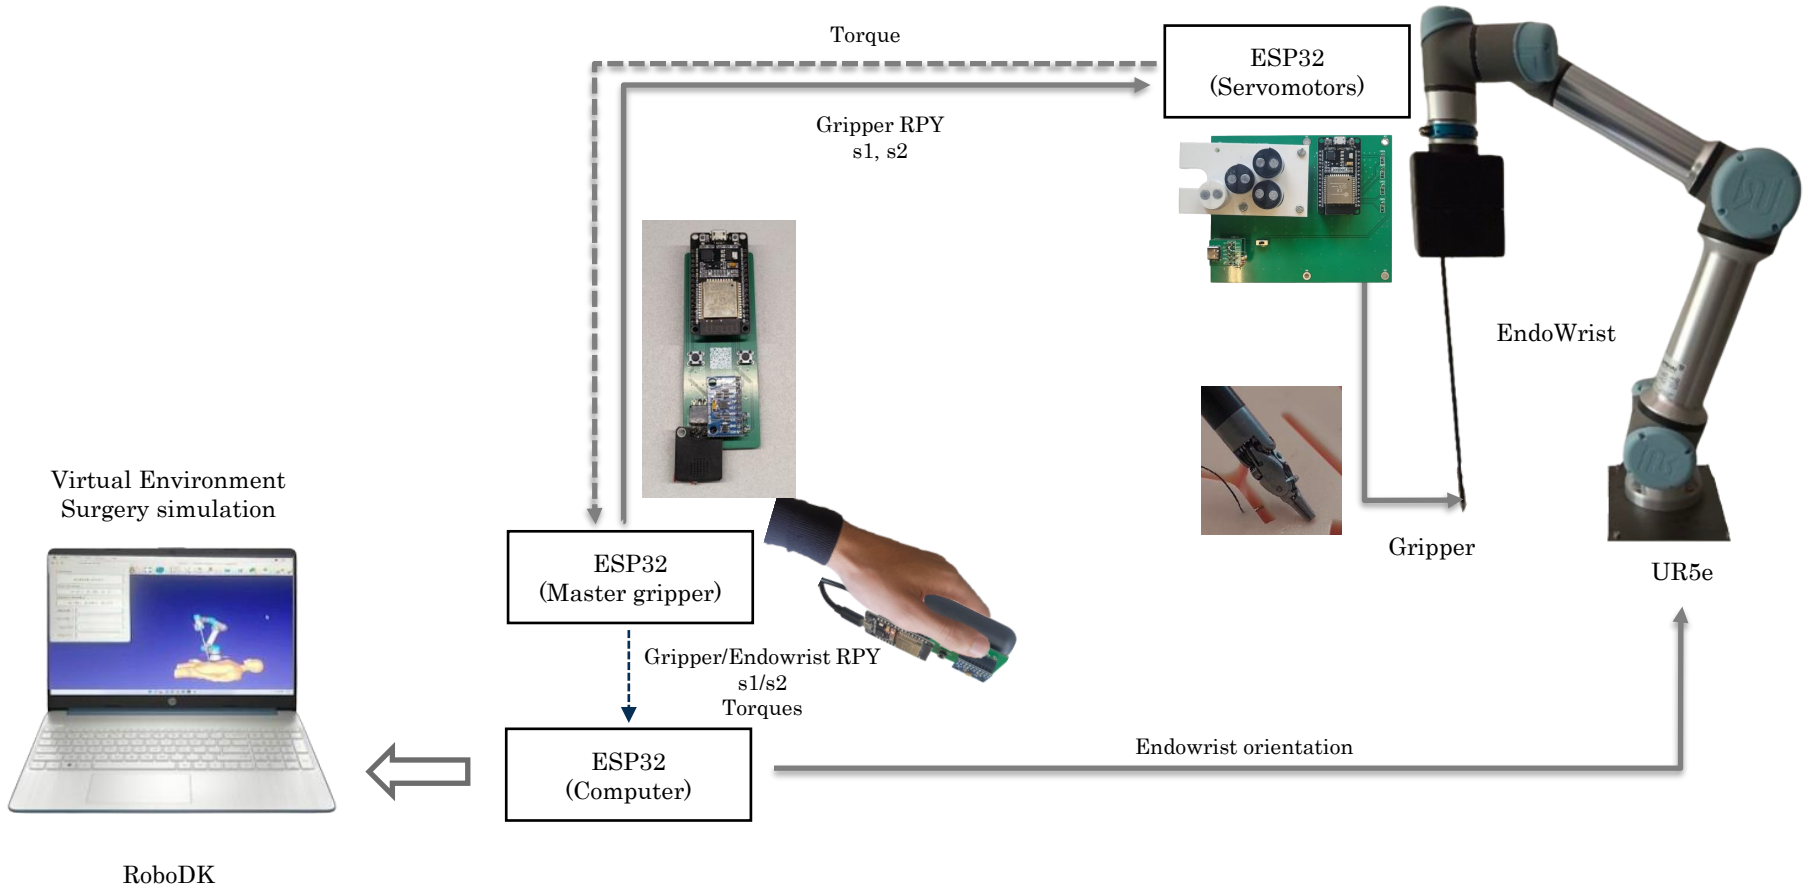 Torque
ESP32
(Servomotors)
Gripper RPY
s1, s2
EndoWrist
Virtual Environment
Surgery simulation
Gripper
UR5e
ESP32
(Master gripper)
Gripper/Endowrist RPY
s1/s2
Torques
ESP32
(Computer)
Endowrist orientation
RoboDK